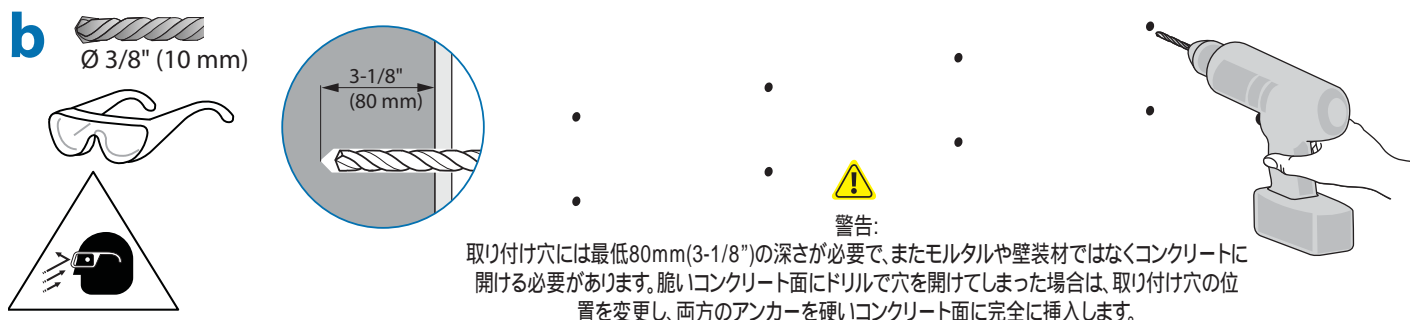 b
Ø 3/8" (10 mm)
3-1/8"
(80 mm)
警告:
取り付け穴には最低80mm(3-1/8”)の深さが必要で、またモルタルや壁装材ではなくコンクリートに
開ける必要があります。脆いコンクリート面にドリルで穴を開けてしまった場合は、取り付け穴の位
置を変更し、両方のアンカーを硬いコンクリート面に完全に挿入します。